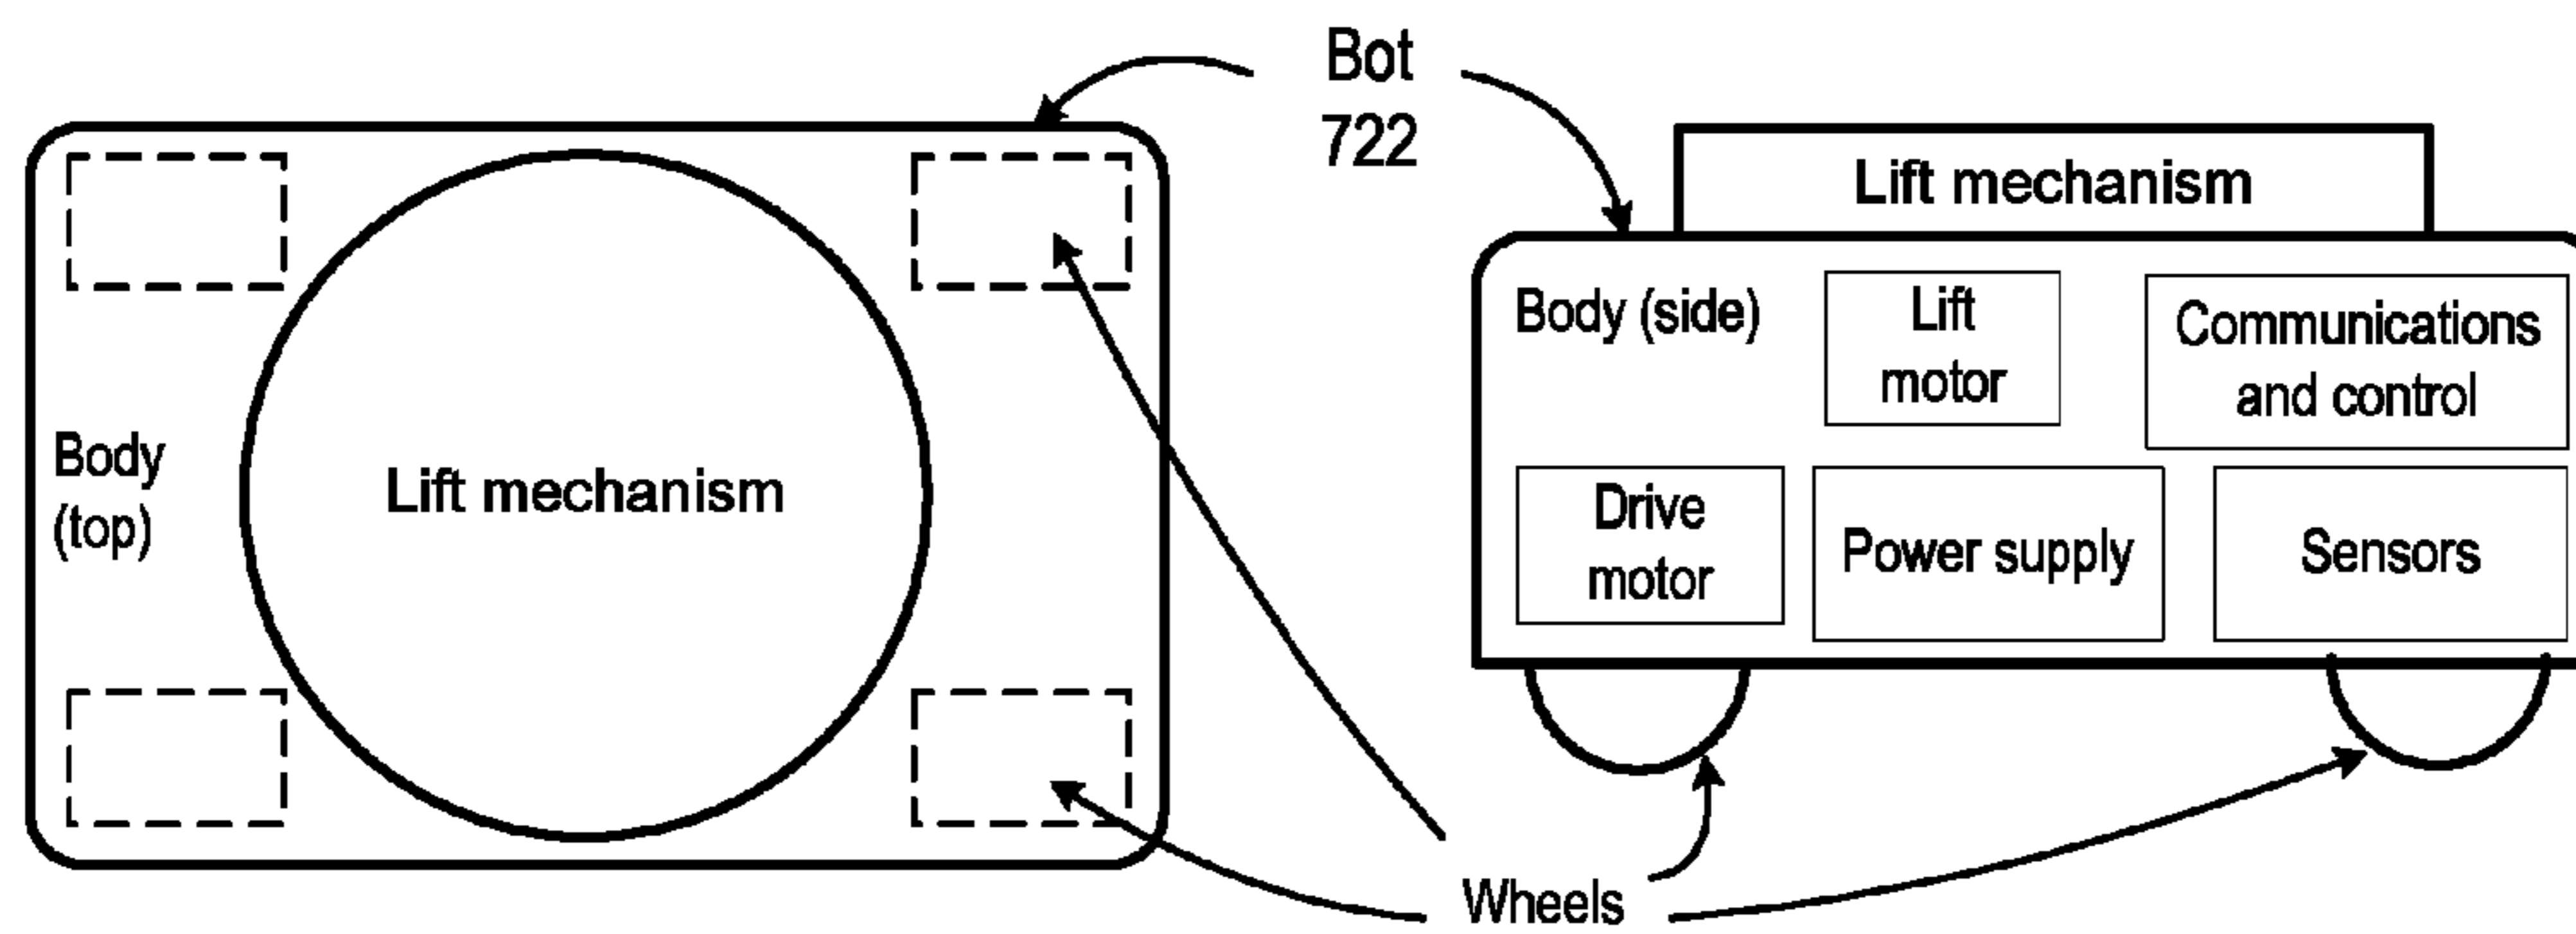 Bot
722
Lift mechanism
Body (side)
Lift
motor
Communications
and control
Body
(top)
Lift mechanism
Drive
motor
Power supply
Sensors
Wheels